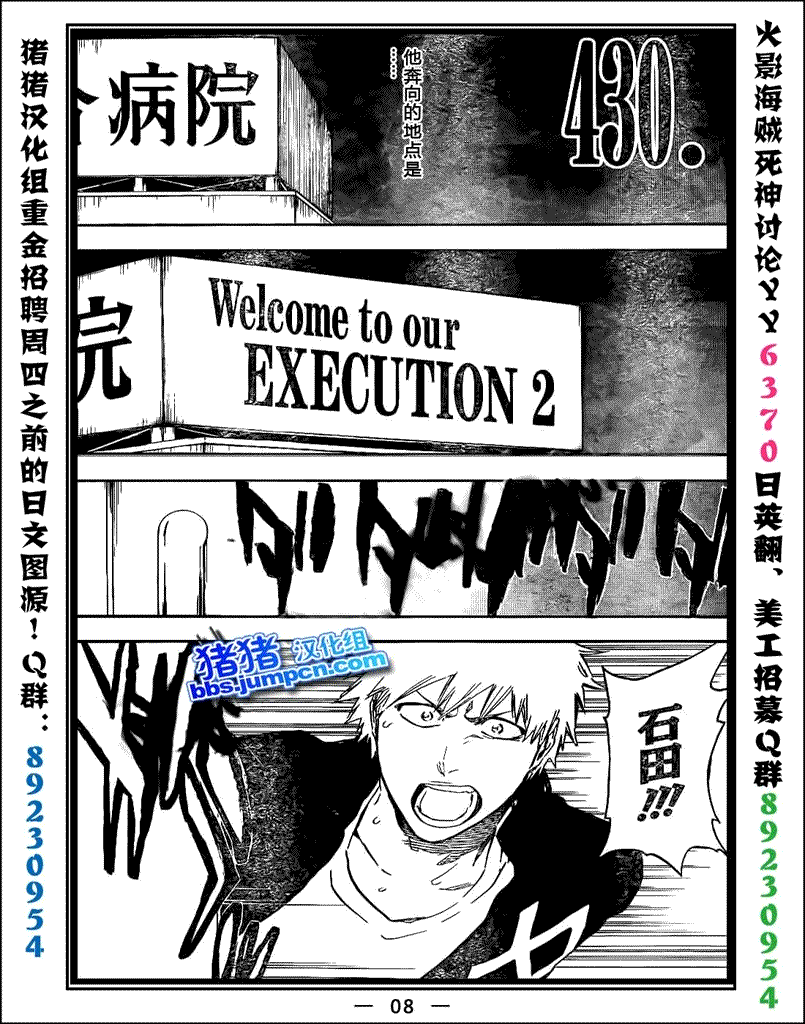 430.
他奔向的地点是
……
合病院
院
Welcome to our
EXECUTION 2
石田!!!
猪猪汉化组
bbs.jumpcn.com
猪猪汉化组重金招聘周四之前的日文图源!Q群:89230954
火影海贼死神讨论YY6370日英翻、美工招募Q群89230954
— 08 —